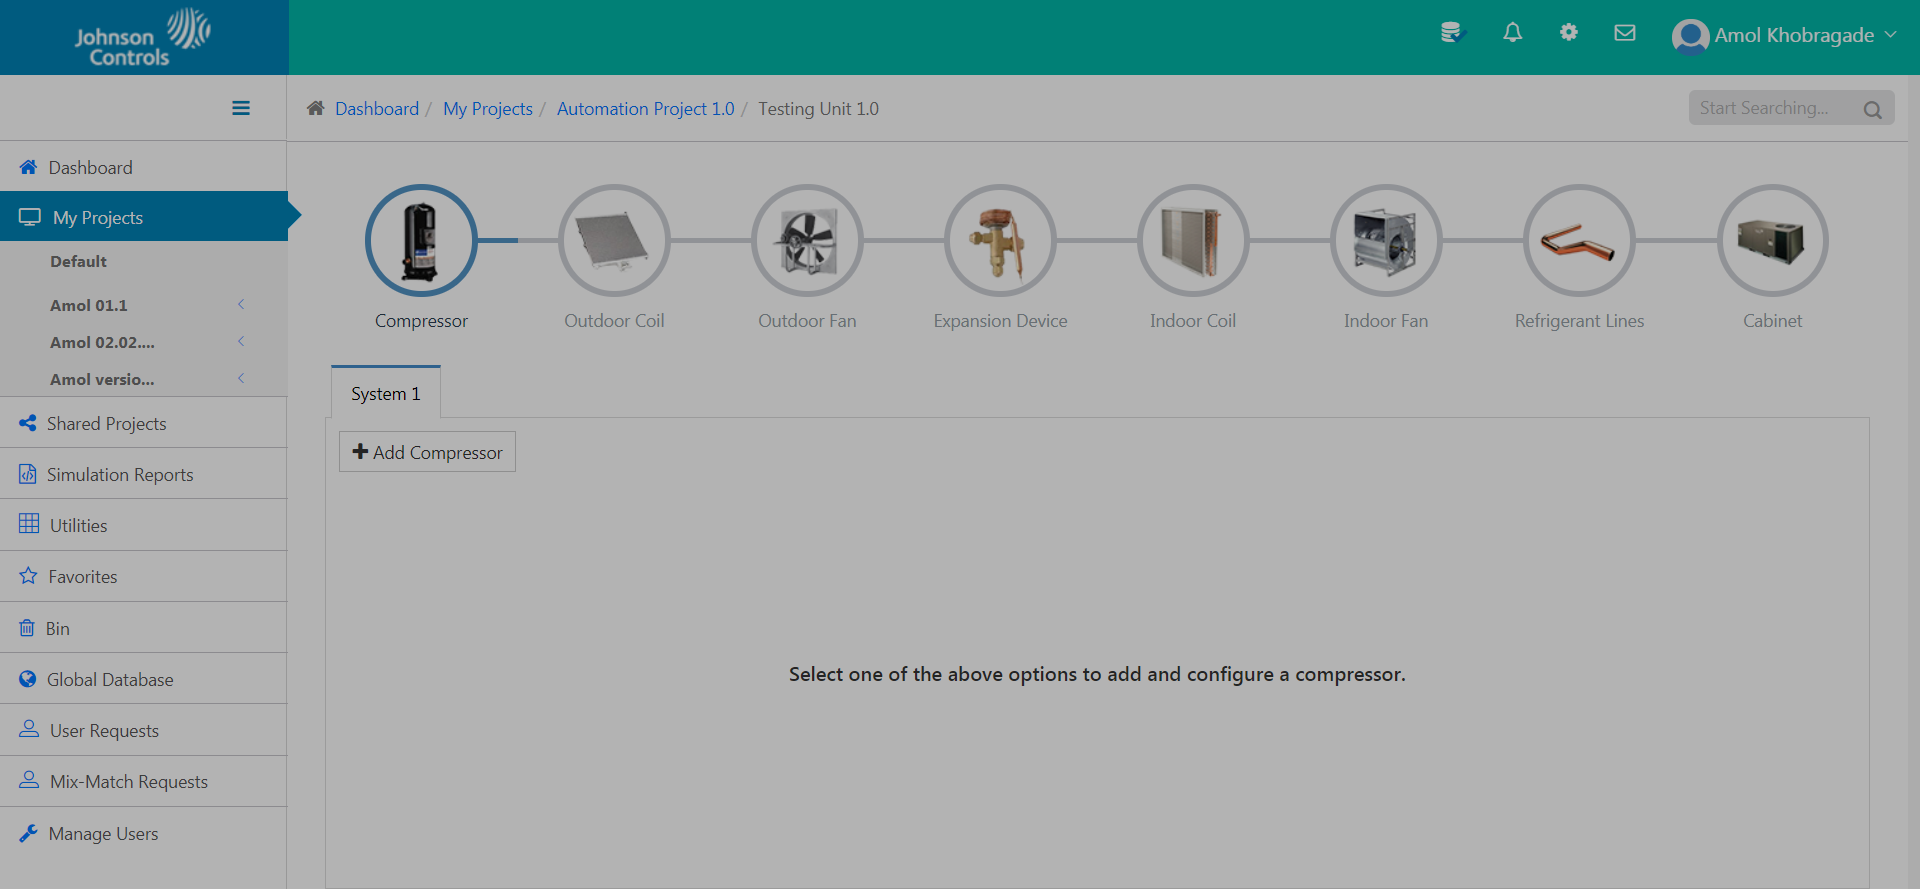 Johnson
Controls
Amol Khobragade
Dashboard / My Projects / Automation Project 1.0 / Testing Unit 1.0
Start Searching...
Dashboard
My Projects
Default
Amol 01.1
Amol 02.02....
Amol versio...
Shared Projects
Simulation Reports
Utilities
Favorites
Bin
Global Database
User Requests
Mix-Match Requests
Manage Users
Compressor
Outdoor Coil
Outdoor Fan
Expansion Device
Indoor Coil
Indoor Fan
Refrigerant Lines
Cabinet
System 1
Add Compressor
Select one of the above options to add and configure a compressor.